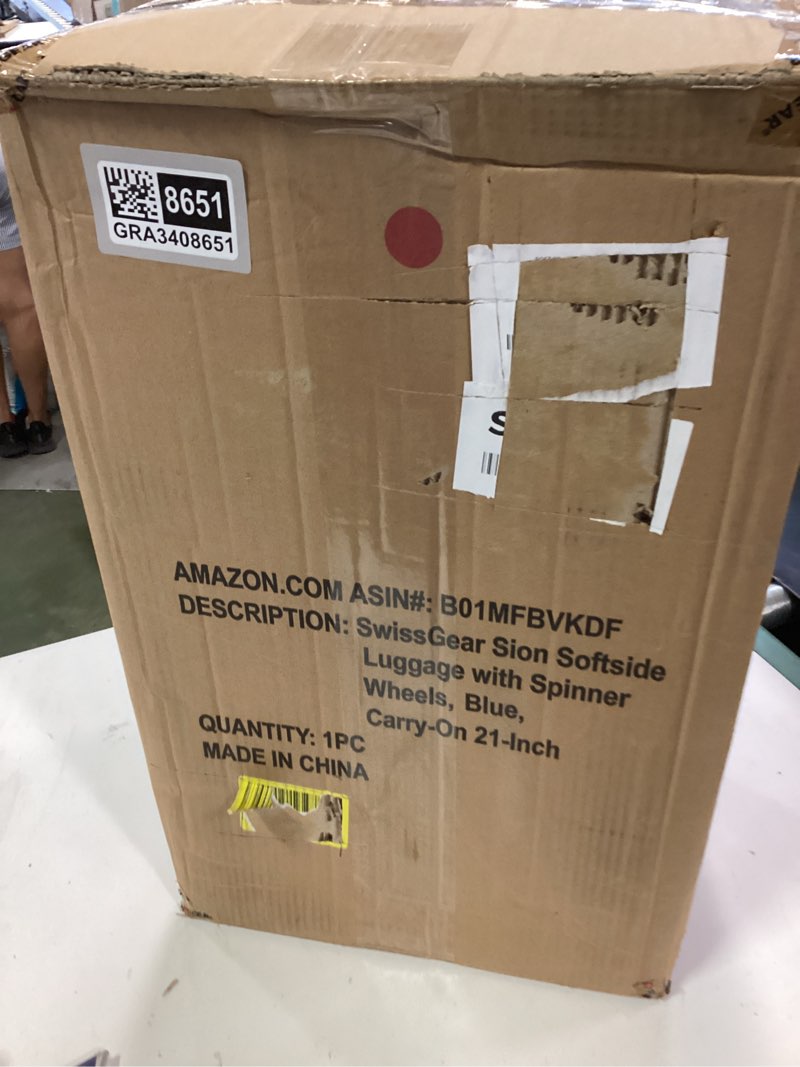 8651
GRA3408651
S
AMAZON.COM ASIN#: B01MFBVKDF
DESCRIPTION: SwissGear Sion Softside
Luggage with Spinner
Wheels, Blue,
Carry-On 21-Inch
QUANTITY: 1PC
MADE IN CHINA